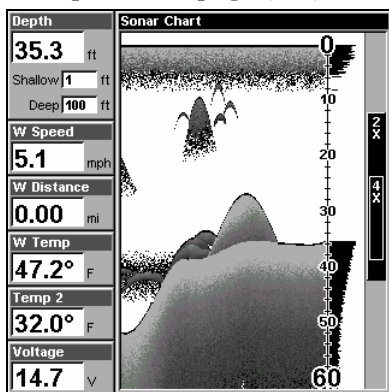 Depth
35.3 ft
Shallow 1 ft
Deep 100 ft
W Speed
5.1 mph
W Distance
0.00 mi
W Temp
47.2° F
Temp 2
32.0° F
Voltage
14.7 V
Sonar Chart
0
10
20
30
40
50
60
2X
4X